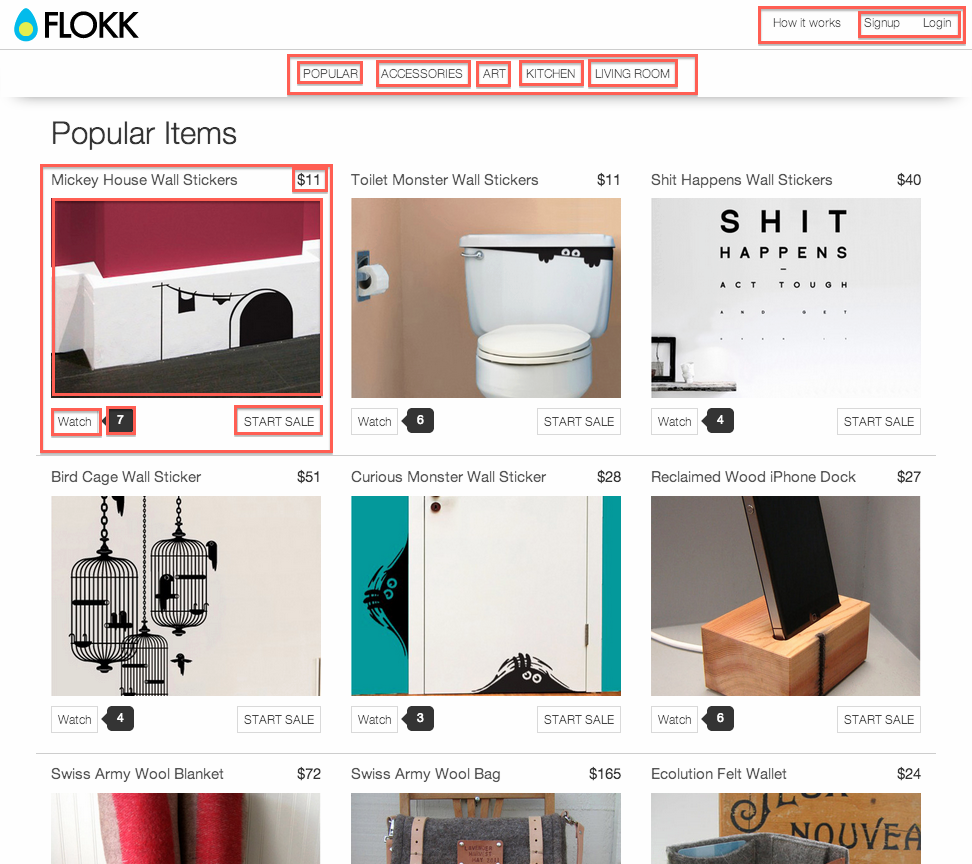 FLOKK
How it works Signup Login
POPULAR ACCESSORIES ART KITCHEN LIVING ROOM
Popular Items
Mickey House Wall Stickers $11
Toilet Monster Wall Stickers $11
Shit Happens Wall Stickers $40
SHIT
HAPPENS
ACT TOUGH
AND GET
Watch 7 START SALE
Watch 6 START SALE
Watch 4 START SALE
Bird Cage Wall Sticker $51
Curious Monster Wall Sticker $28
Reclaimed Wood iPhone Dock $27
Watch 4 START SALE
Watch 3 START SALE
Watch 6 START SALE
Swiss Army Wool Blanket $72
Swiss Army Wool Bag $165
Ecolution Felt Wallet $24
NOUVEA